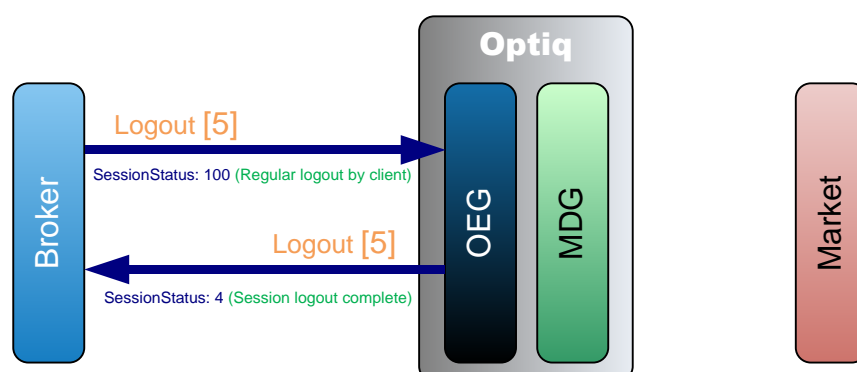 Optiq
Logout [5]
SessionStatus: 100 (Regular logout by client)
Broker
OEG
MDG
Market
Logout [5]
SessionStatus: 4 (Session logout complete)